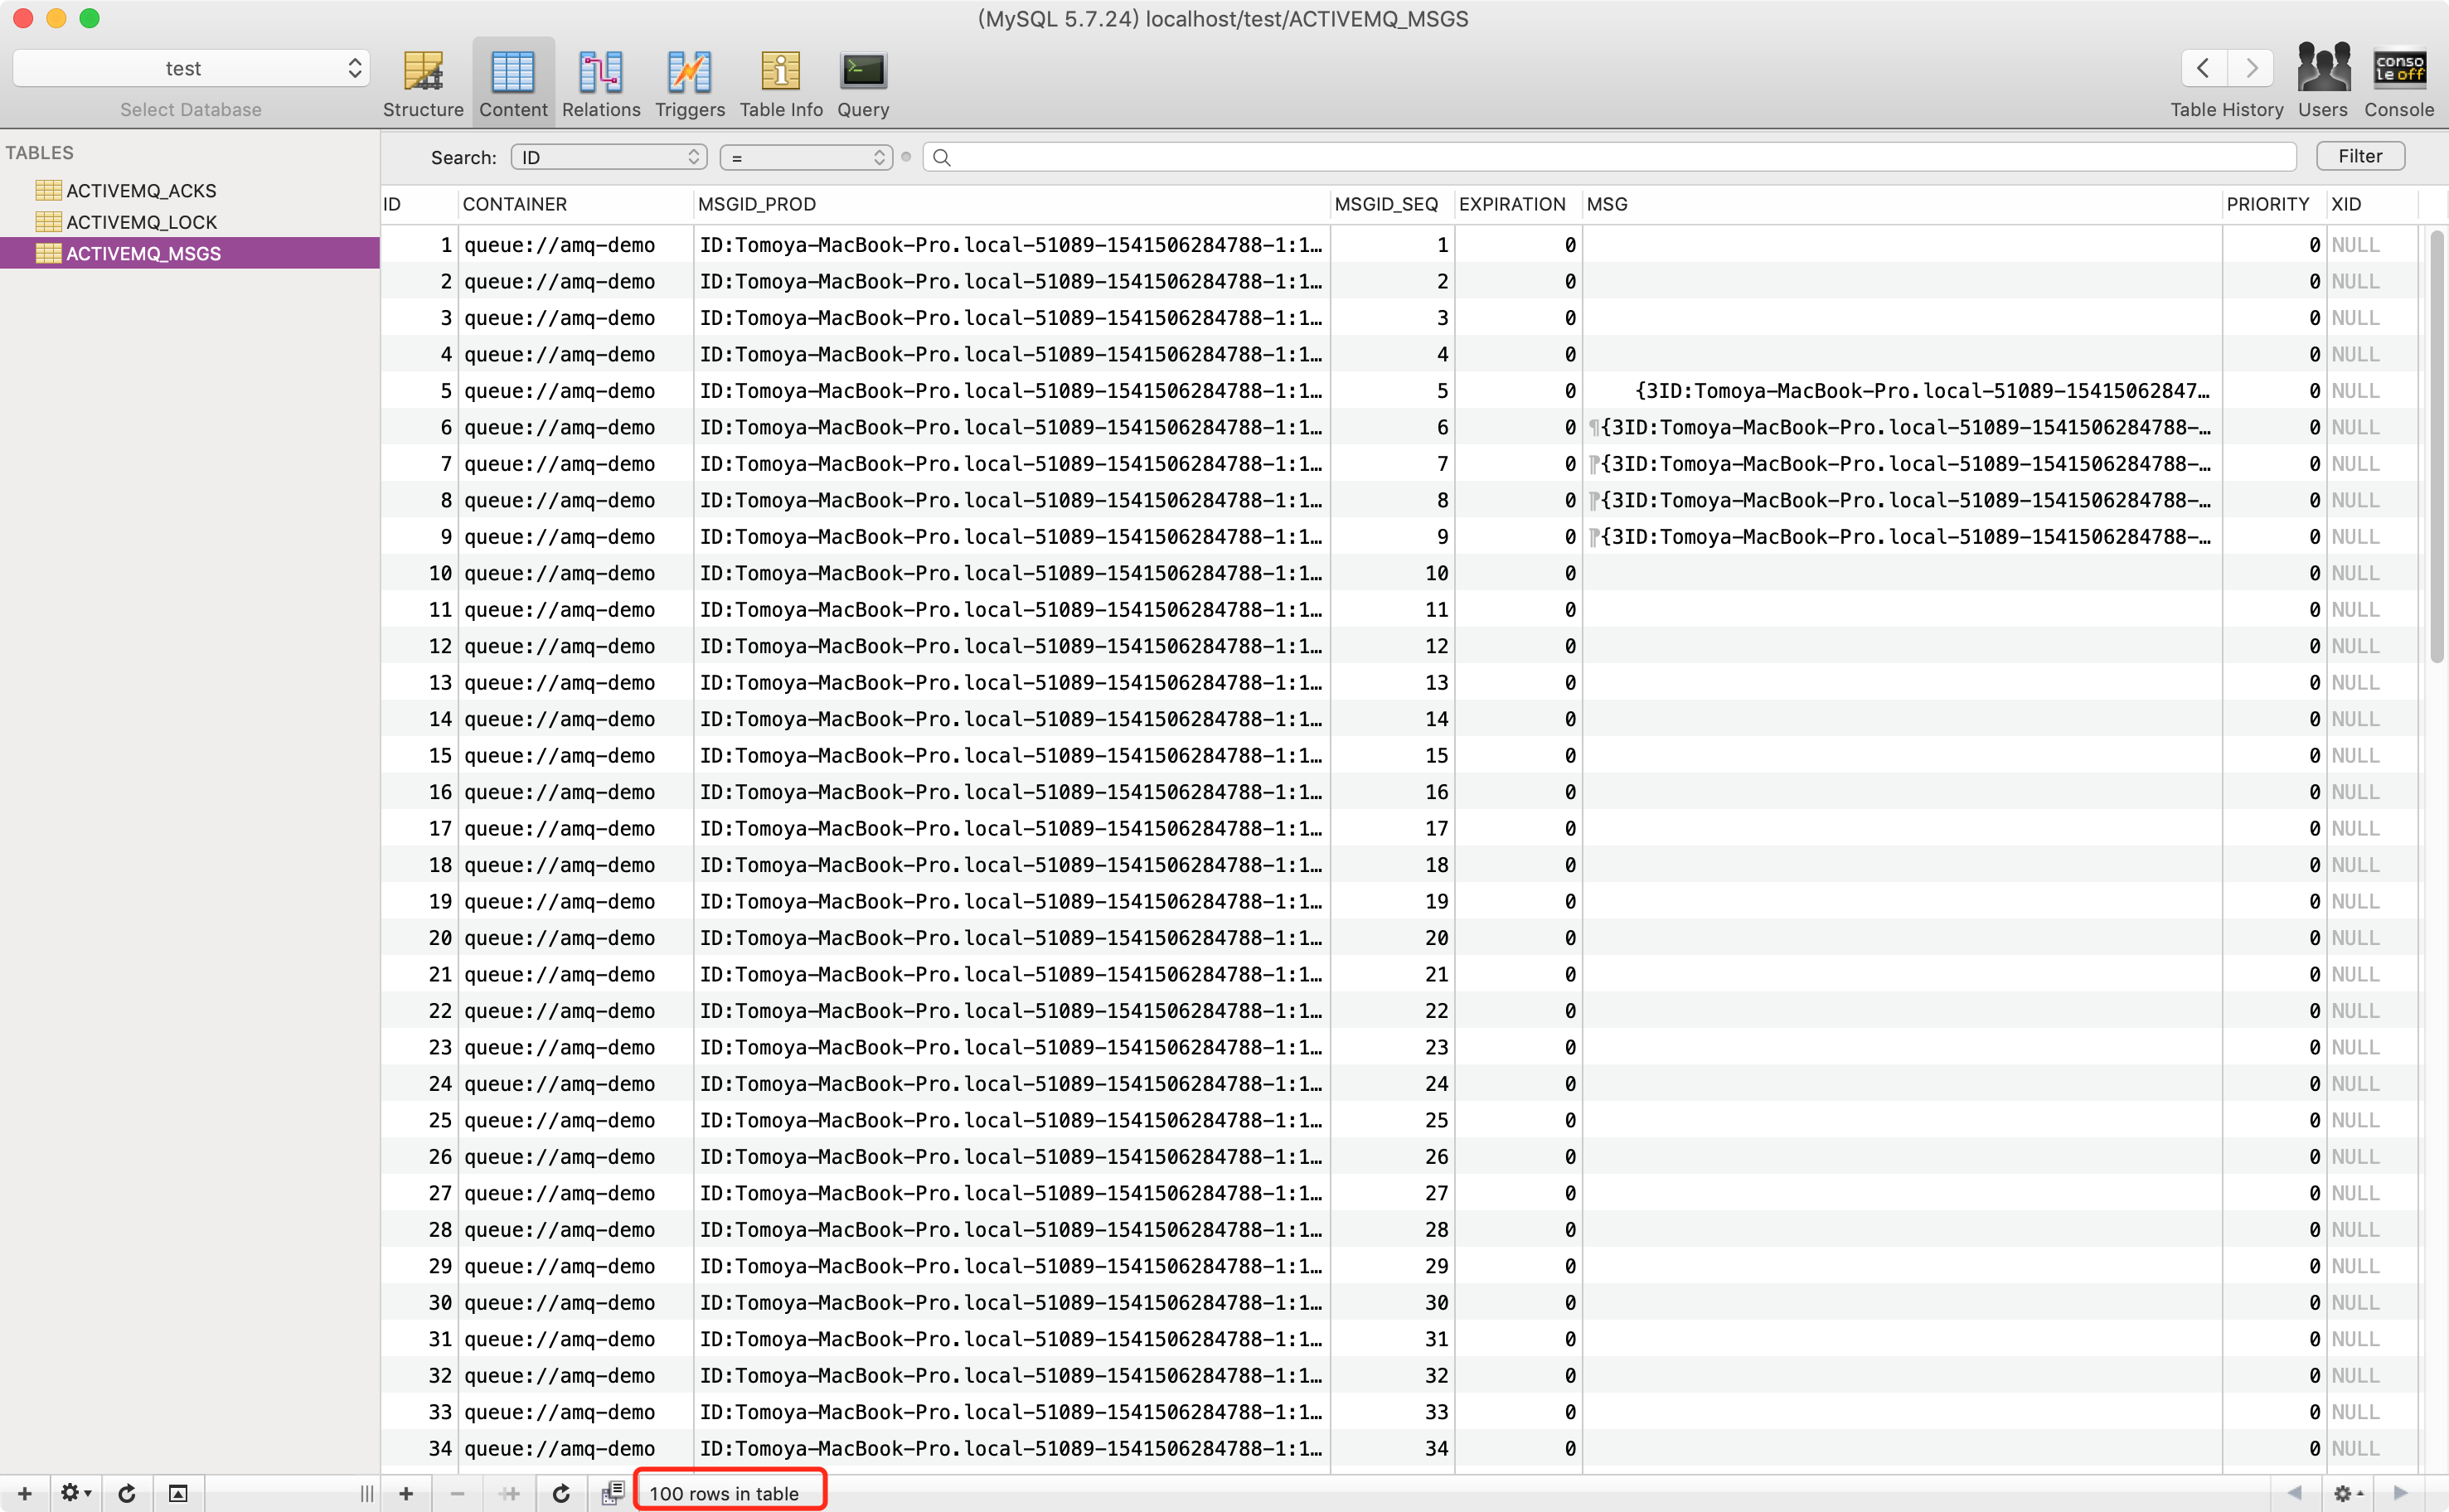 (MySQL 5.7.24) localhost/test/ACTIVEMQ_MSGS
test
Select Database
Structure Content Relations Triggers Table Info Query
console off
Table History Users Console
TABLES
ACTIVEMQ_ACKS
ACTIVEMQ_LOCK
ACTIVEMQ_MSGS
Search: ID = Filter
ID CONTAINER MSGID_PROD MSGID_SEQ EXPIRATION MSG PRIORITY XID
1 queue://amq-demo ID:Tomoya-MacBook-Pro.local-51089-1541506284788-1:1… 1 0 0 NULL
2 queue://amq-demo ID:Tomoya-MacBook-Pro.local-51089-1541506284788-1:1… 2 0 0 NULL
3 queue://amq-demo ID:Tomoya-MacBook-Pro.local-51089-1541506284788-1:1… 3 0 0 NULL
4 queue://amq-demo ID:Tomoya-MacBook-Pro.local-51089-1541506284788-1:1… 4 0 0 NULL
5 queue://amq-demo ID:Tomoya-MacBook-Pro.local-51089-1541506284788-1:1… 5 0 {3ID:Tomoya-MacBook-Pro.local-51089-15415062847… 0 NULL
6 queue://amq-demo ID:Tomoya-MacBook-Pro.local-51089-1541506284788-1:1… 6 0 ¶{3ID:Tomoya-MacBook-Pro.local-51089-1541506284788-… 0 NULL
7 queue://amq-demo ID:Tomoya-MacBook-Pro.local-51089-1541506284788-1:1… 7 0 {3ID:Tomoya-MacBook-Pro.local-51089-1541506284788-… 0 NULL
8 queue://amq-demo ID:Tomoya-MacBook-Pro.local-51089-1541506284788-1:1… 8 0 {3ID:Tomoya-MacBook-Pro.local-51089-1541506284788-… 0 NULL
9 queue://amq-demo ID:Tomoya-MacBook-Pro.local-51089-1541506284788-1:1… 9 0 {3ID:Tomoya-MacBook-Pro.local-51089-1541506284788-… 0 NULL
10 queue://amq-demo ID:Tomoya-MacBook-Pro.local-51089-1541506284788-1:1… 10 0 0 NULL
11 queue://amq-demo ID:Tomoya-MacBook-Pro.local-51089-1541506284788-1:1… 11 0 0 NULL
12 queue://amq-demo ID:Tomoya-MacBook-Pro.local-51089-1541506284788-1:1… 12 0 0 NULL
13 queue://amq-demo ID:Tomoya-MacBook-Pro.local-51089-1541506284788-1:1… 13 0 0 NULL
14 queue://amq-demo ID:Tomoya-MacBook-Pro.local-51089-1541506284788-1:1… 14 0 0 NULL
15 queue://amq-demo ID:Tomoya-MacBook-Pro.local-51089-1541506284788-1:1… 15 0 0 NULL
16 queue://amq-demo ID:Tomoya-MacBook-Pro.local-51089-1541506284788-1:1… 16 0 0 NULL
17 queue://amq-demo ID:Tomoya-MacBook-Pro.local-51089-1541506284788-1:1… 17 0 0 NULL
18 queue://amq-demo ID:Tomoya-MacBook-Pro.local-51089-1541506284788-1:1… 18 0 0 NULL
19 queue://amq-demo ID:Tomoya-MacBook-Pro.local-51089-1541506284788-1:1… 19 0 0 NULL
20 queue://amq-demo ID:Tomoya-MacBook-Pro.local-51089-1541506284788-1:1… 20 0 0 NULL
21 queue://amq-demo ID:Tomoya-MacBook-Pro.local-51089-1541506284788-1:1… 21 0 0 NULL
22 queue://amq-demo ID:Tomoya-MacBook-Pro.local-51089-1541506284788-1:1… 22 0 0 NULL
23 queue://amq-demo ID:Tomoya-MacBook-Pro.local-51089-1541506284788-1:1… 23 0 0 NULL
24 queue://amq-demo ID:Tomoya-MacBook-Pro.local-51089-1541506284788-1:1… 24 0 0 NULL
25 queue://amq-demo ID:Tomoya-MacBook-Pro.local-51089-1541506284788-1:1… 25 0 0 NULL
26 queue://amq-demo ID:Tomoya-MacBook-Pro.local-51089-1541506284788-1:1… 26 0 0 NULL
27 queue://amq-demo ID:Tomoya-MacBook-Pro.local-51089-1541506284788-1:1… 27 0 0 NULL
28 queue://amq-demo ID:Tomoya-MacBook-Pro.local-51089-1541506284788-1:1… 28 0 0 NULL
29 queue://amq-demo ID:Tomoya-MacBook-Pro.local-51089-1541506284788-1:1… 29 0 0 NULL
30 queue://amq-demo ID:Tomoya-MacBook-Pro.local-51089-1541506284788-1:1… 30 0 0 NULL
31 queue://amq-demo ID:Tomoya-MacBook-Pro.local-51089-1541506284788-1:1… 31 0 0 NULL
32 queue://amq-demo ID:Tomoya-MacBook-Pro.local-51089-1541506284788-1:1… 32 0 0 NULL
33 queue://amq-demo ID:Tomoya-MacBook-Pro.local-51089-1541506284788-1:1… 33 0 0 NULL
34 queue://amq-demo ID:Tomoya-MacBook-Pro.local-51089-1541506284788-1:1… 34 0 0 NULL
100 rows in table